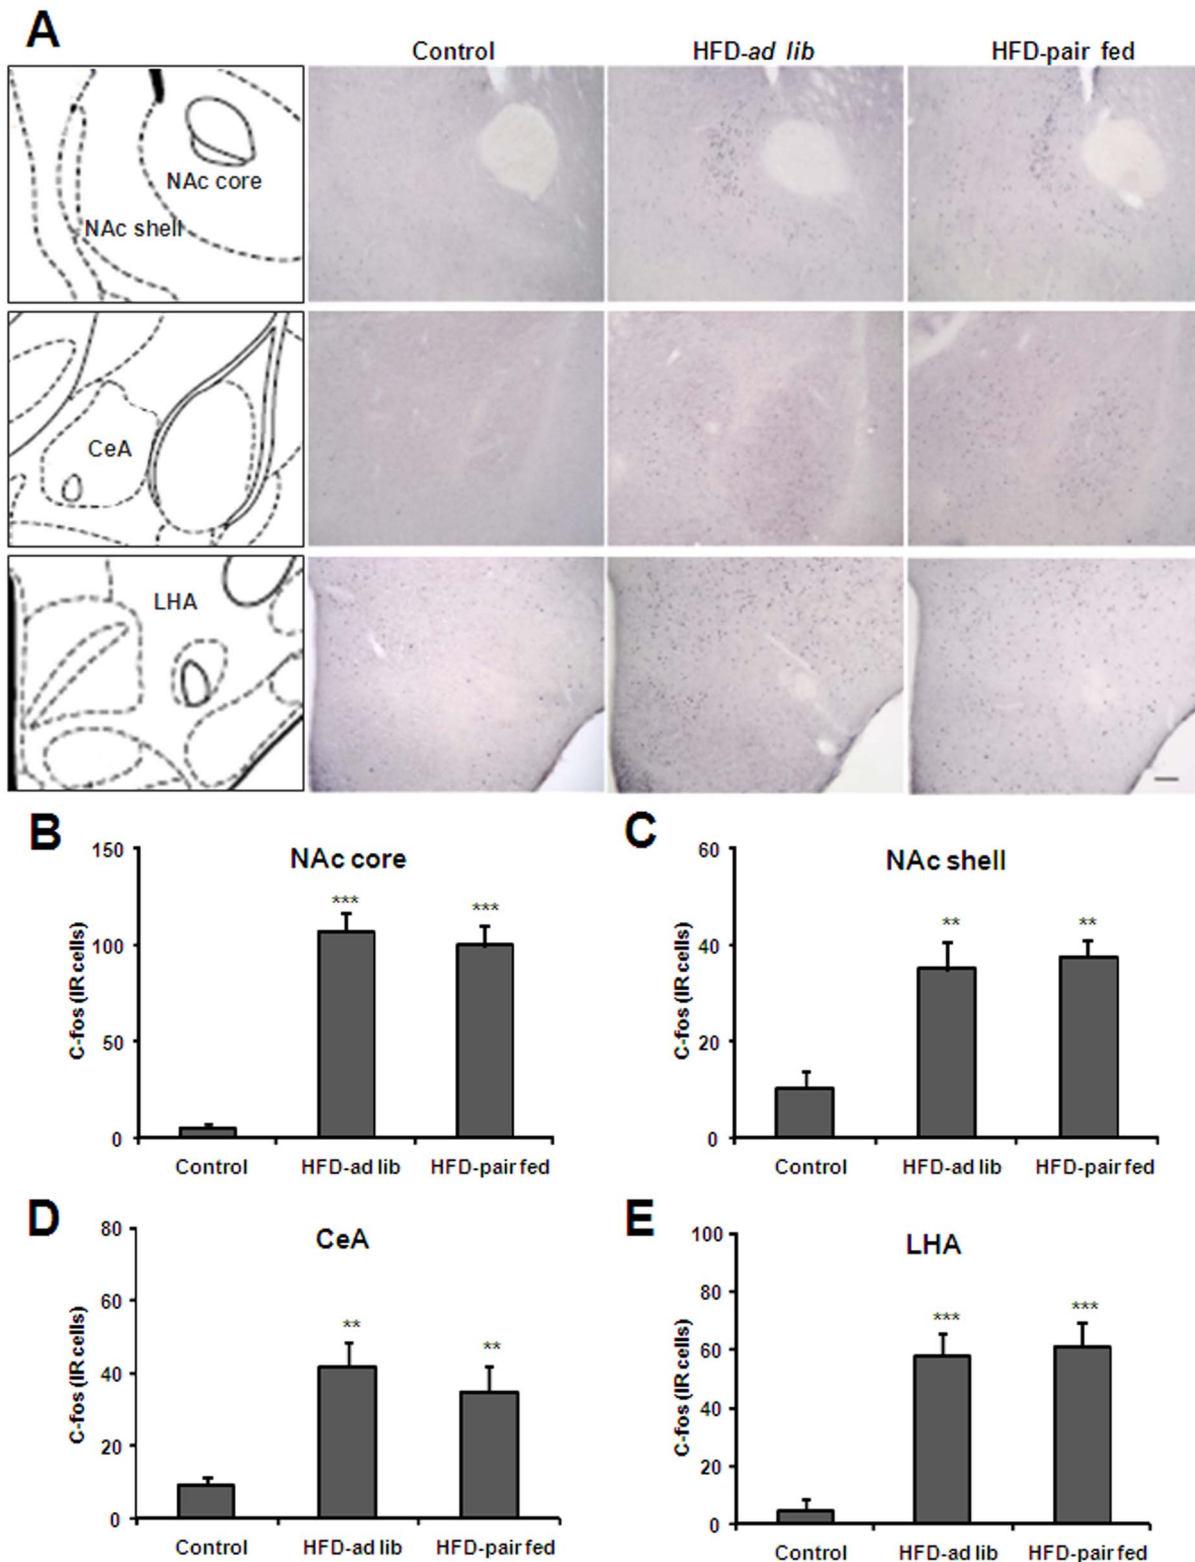 A
Control
HFD-ad lib
HFD-pair fed
NAc core
NAc shell
CeA
LHA
B
NAc core
C-fos (IR cells)
150
100
50
0
***
***
Control
HFD-ad lib
HFD-pair fed
C
NAc shell
C-fos (IR cells)
60
40
20
0
**
**
Control
HFD-ad lib
HFD-pair fed
D
CeA
C-fos (IR cells)
80
60
40
20
0
**
**
Control
HFD-ad lib
HFD-pair fed
E
LHA
C-fos (IR cells)
100
80
60
40
20
0
***
***
Control
HFD-ad lib
HFD-pair fed